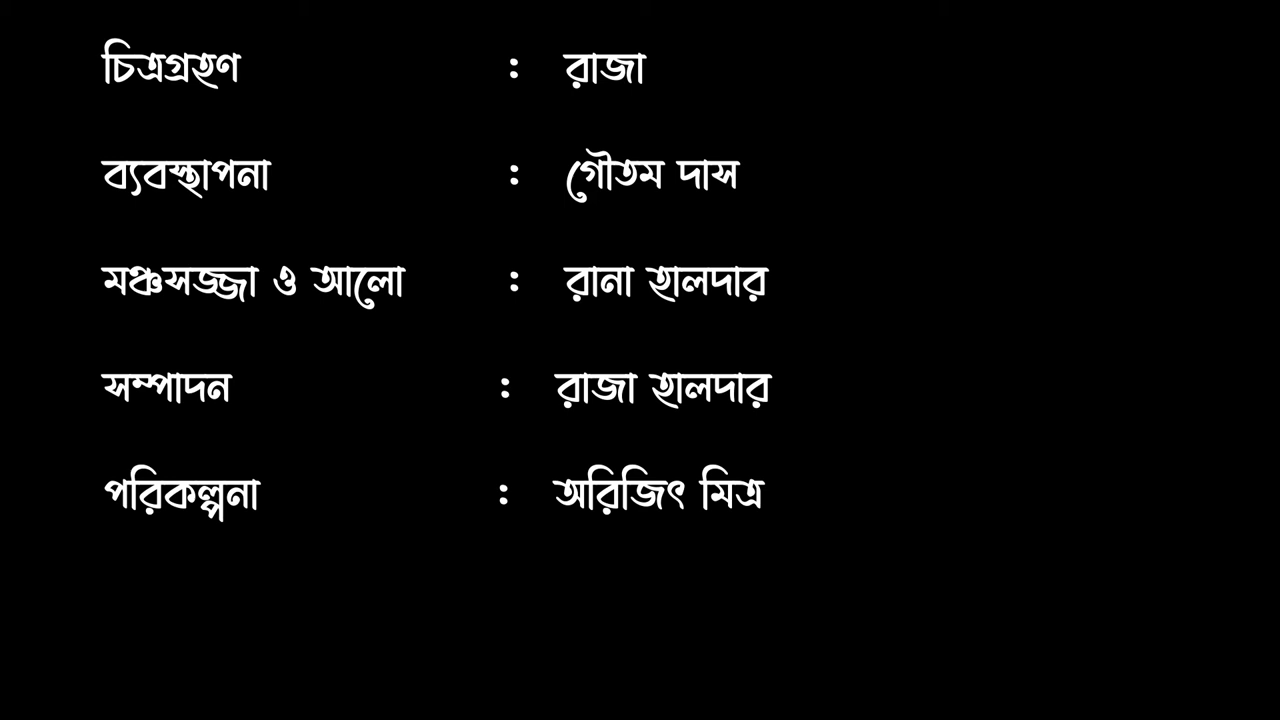 চিত্রগ্রহণ : রাজা
ব্যবস্থাপনা : গৌতম দাস
মঞ্চসজ্জা ও আলো : রানা হালদার
সম্পাদন : রাজা হালদার
পরিকল্পনা : অরিজিৎ মিত্র